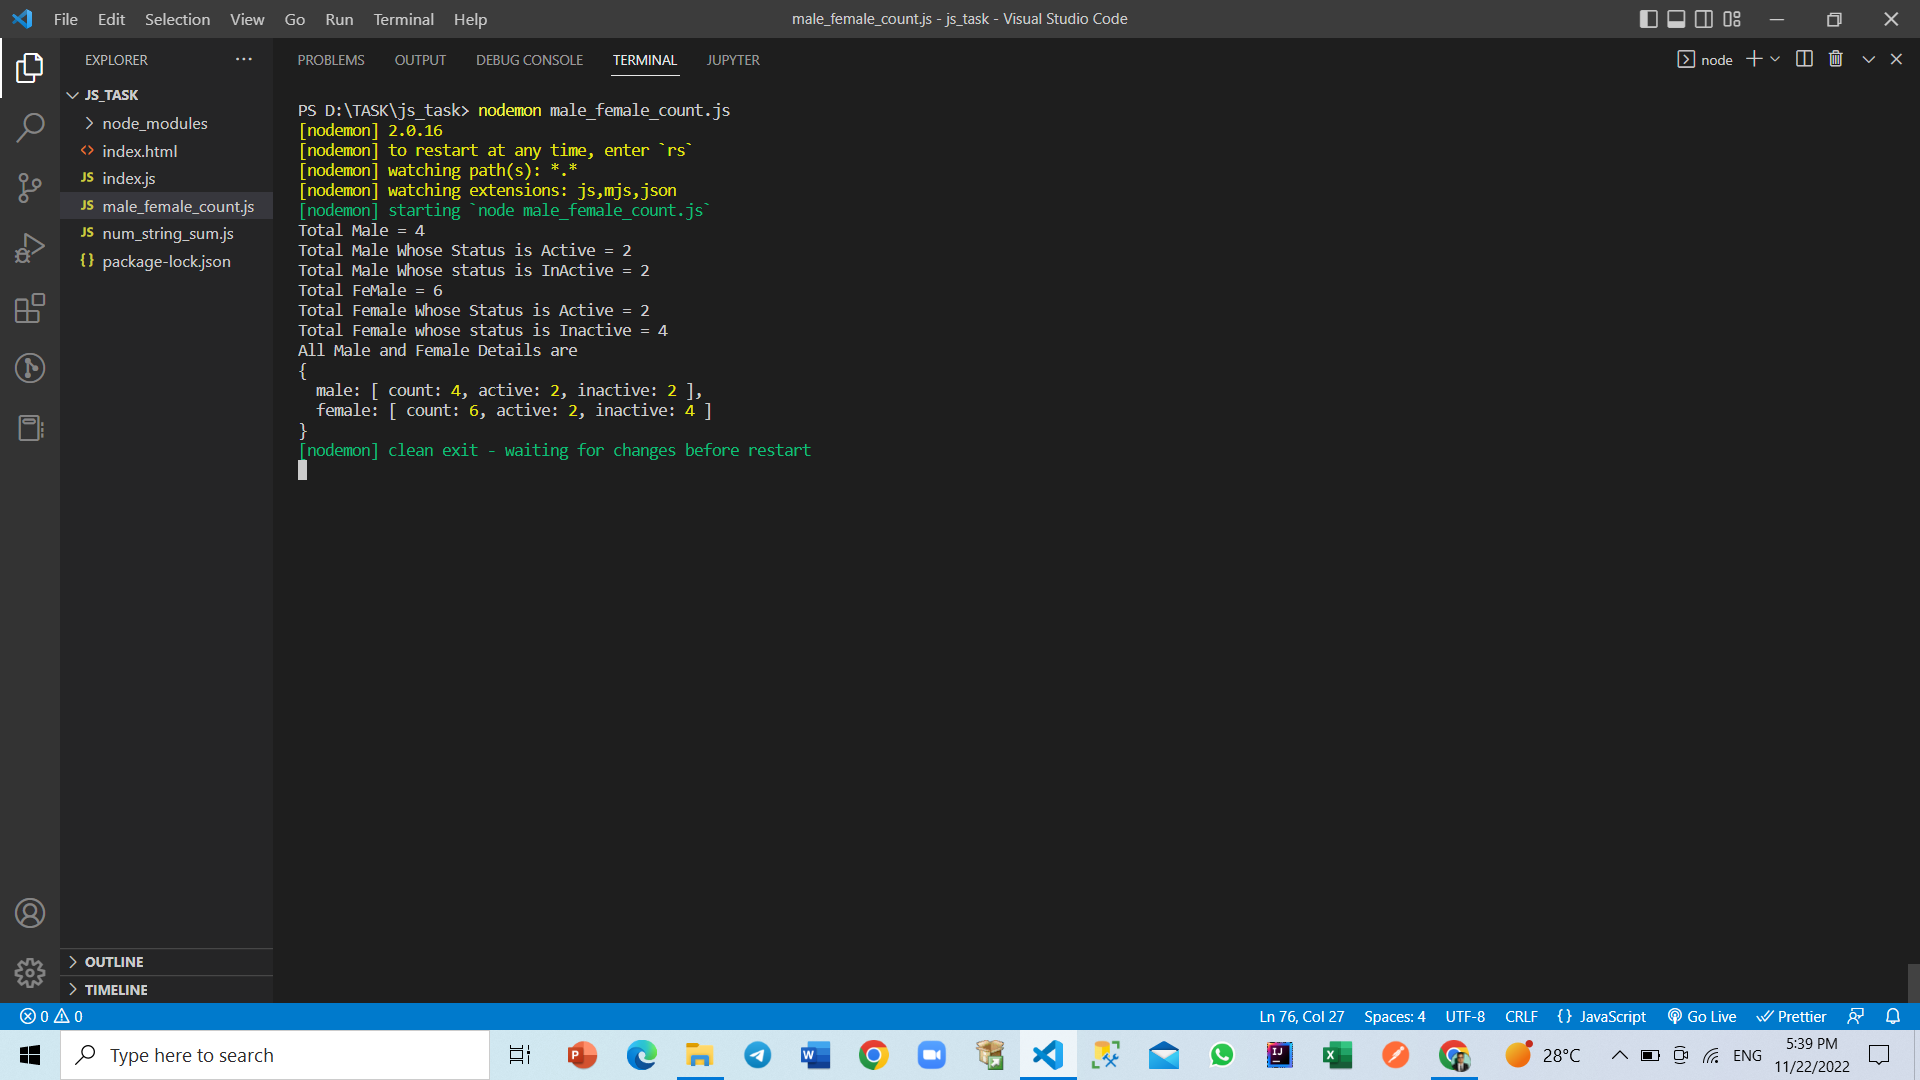 File Edit Selection View Go Run Terminal Help
male_female_count.js - js_task - Visual Studio Code
EXPLORER
JS_TASK
node_modules
index.html
JS index.js
JS male_female_count.js
JS num_string_sum.js
{} package-lock.json
OUTLINE
TIMELINE
PROBLEMS OUTPUT DEBUG CONSOLE TERMINAL JUPYTER
node
PS D:\TASK\js_task> nodemon male_female_count.js
[nodemon] 2.0.16
[nodemon] to restart at any time, enter `rs`
[nodemon] watching path(s): *.*
[nodemon] watching extensions: js,mjs,json
[nodemon] starting `node male_female_count.js`
Total Male = 4
Total Male Whose Status is Active = 2
Total Male Whose status is InActive = 2
Total FeMale = 6
Total Female Whose Status is Active = 2
Total Female whose status is Inactive = 4
All Male and Female Details are
{
  male: [ count: 4, active: 2, inactive: 2 ],
  female: [ count: 6, active: 2, inactive: 4 ]
}
[nodemon] clean exit - waiting for changes before restart
0 0
Ln 76, Col 27 Spaces: 4 UTF-8 CRLF {} JavaScript Go Live Prettier
Type here to search
28°C
ENG
5:39 PM
11/22/2022